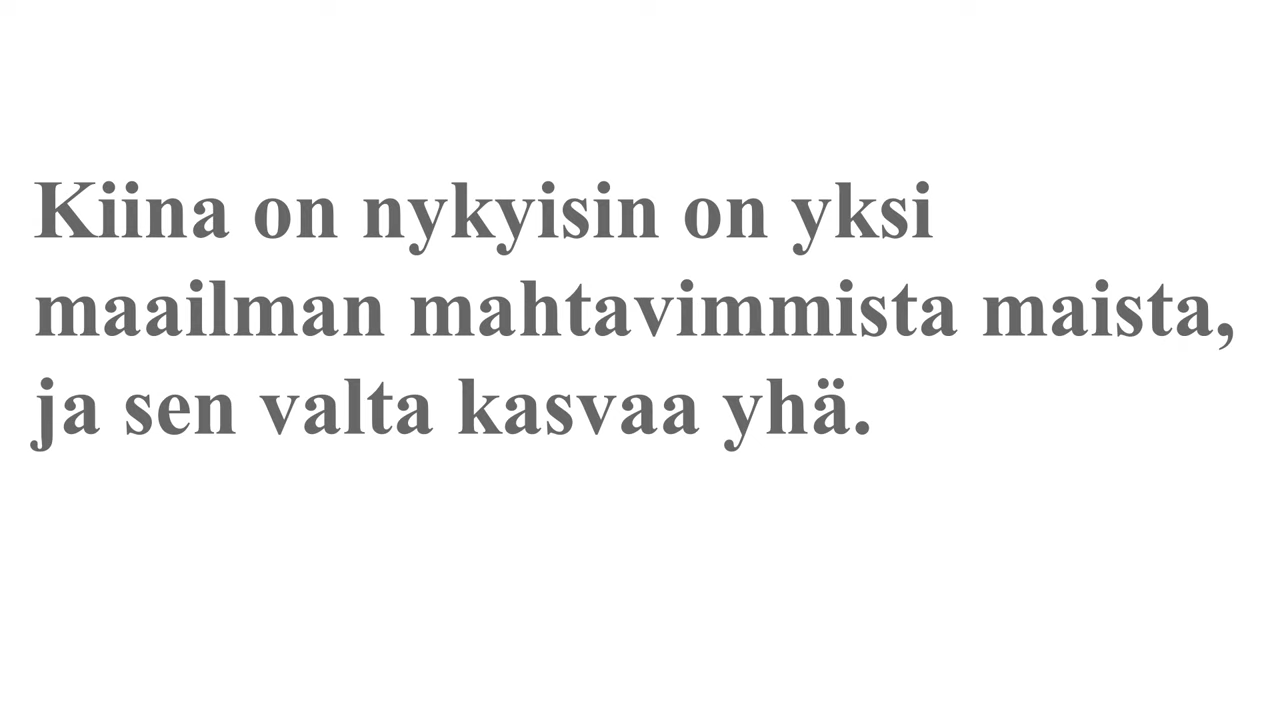 Kiina on nykyisin on yksi
maailman mahtavimmista maista,
ja sen valta kasvaa yhä.